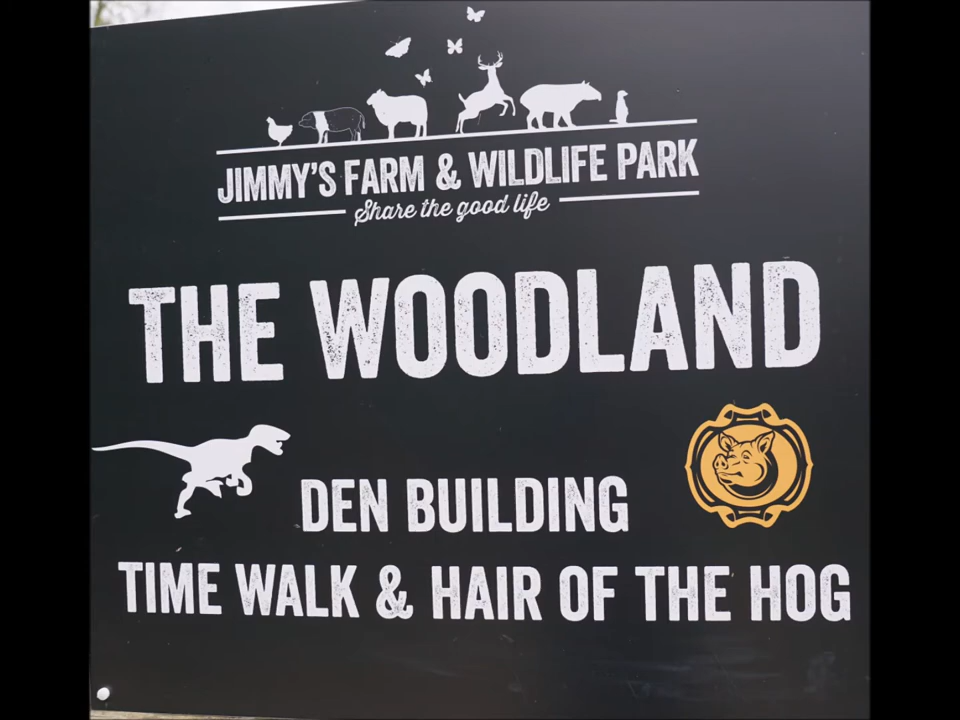 JIMMY'S FARM & WILDLIFE PARK
Share the good life
THE WOODLAND
DEN BUILDING
TIME WALK & HAIR OF THE HOG